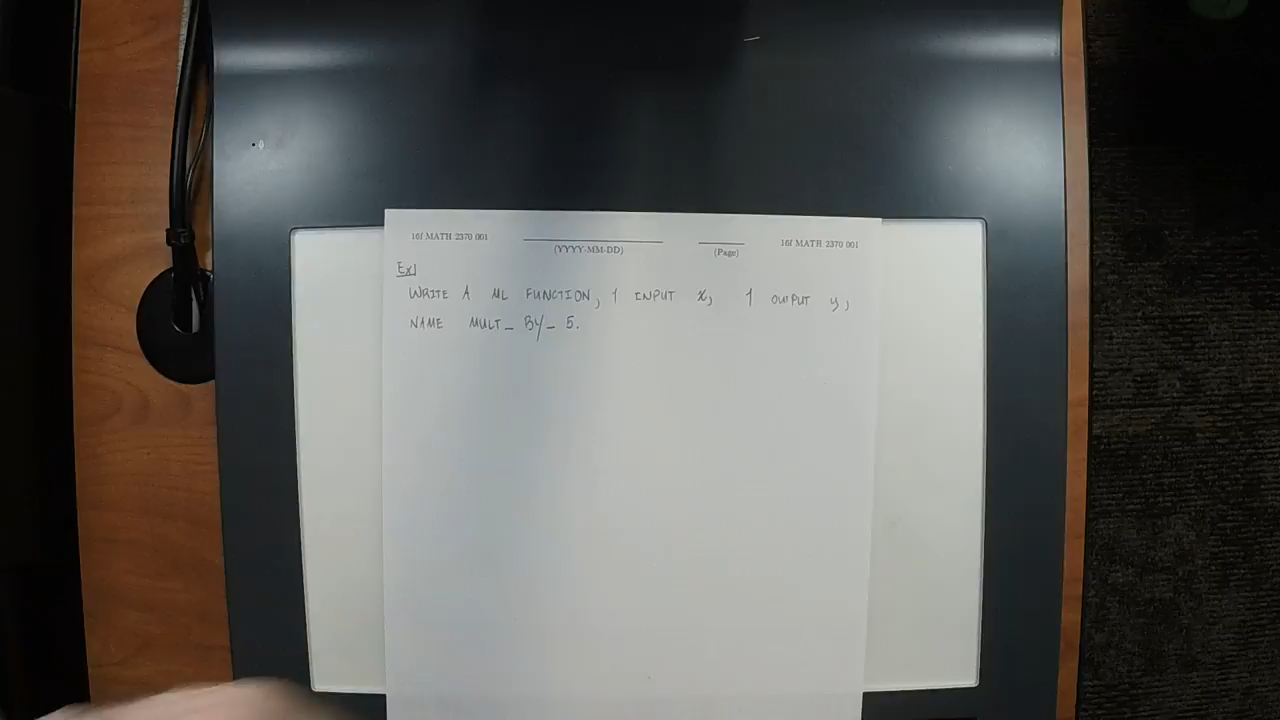 16f MATH 2370 001 (YYYY-MM-DD) (Page) 16f MATH 2370 001
Ex1
WRITE A ML FUNCTION, 1 INPUT x, 1 OUTPUT y,
NAME MULT_BY_5.